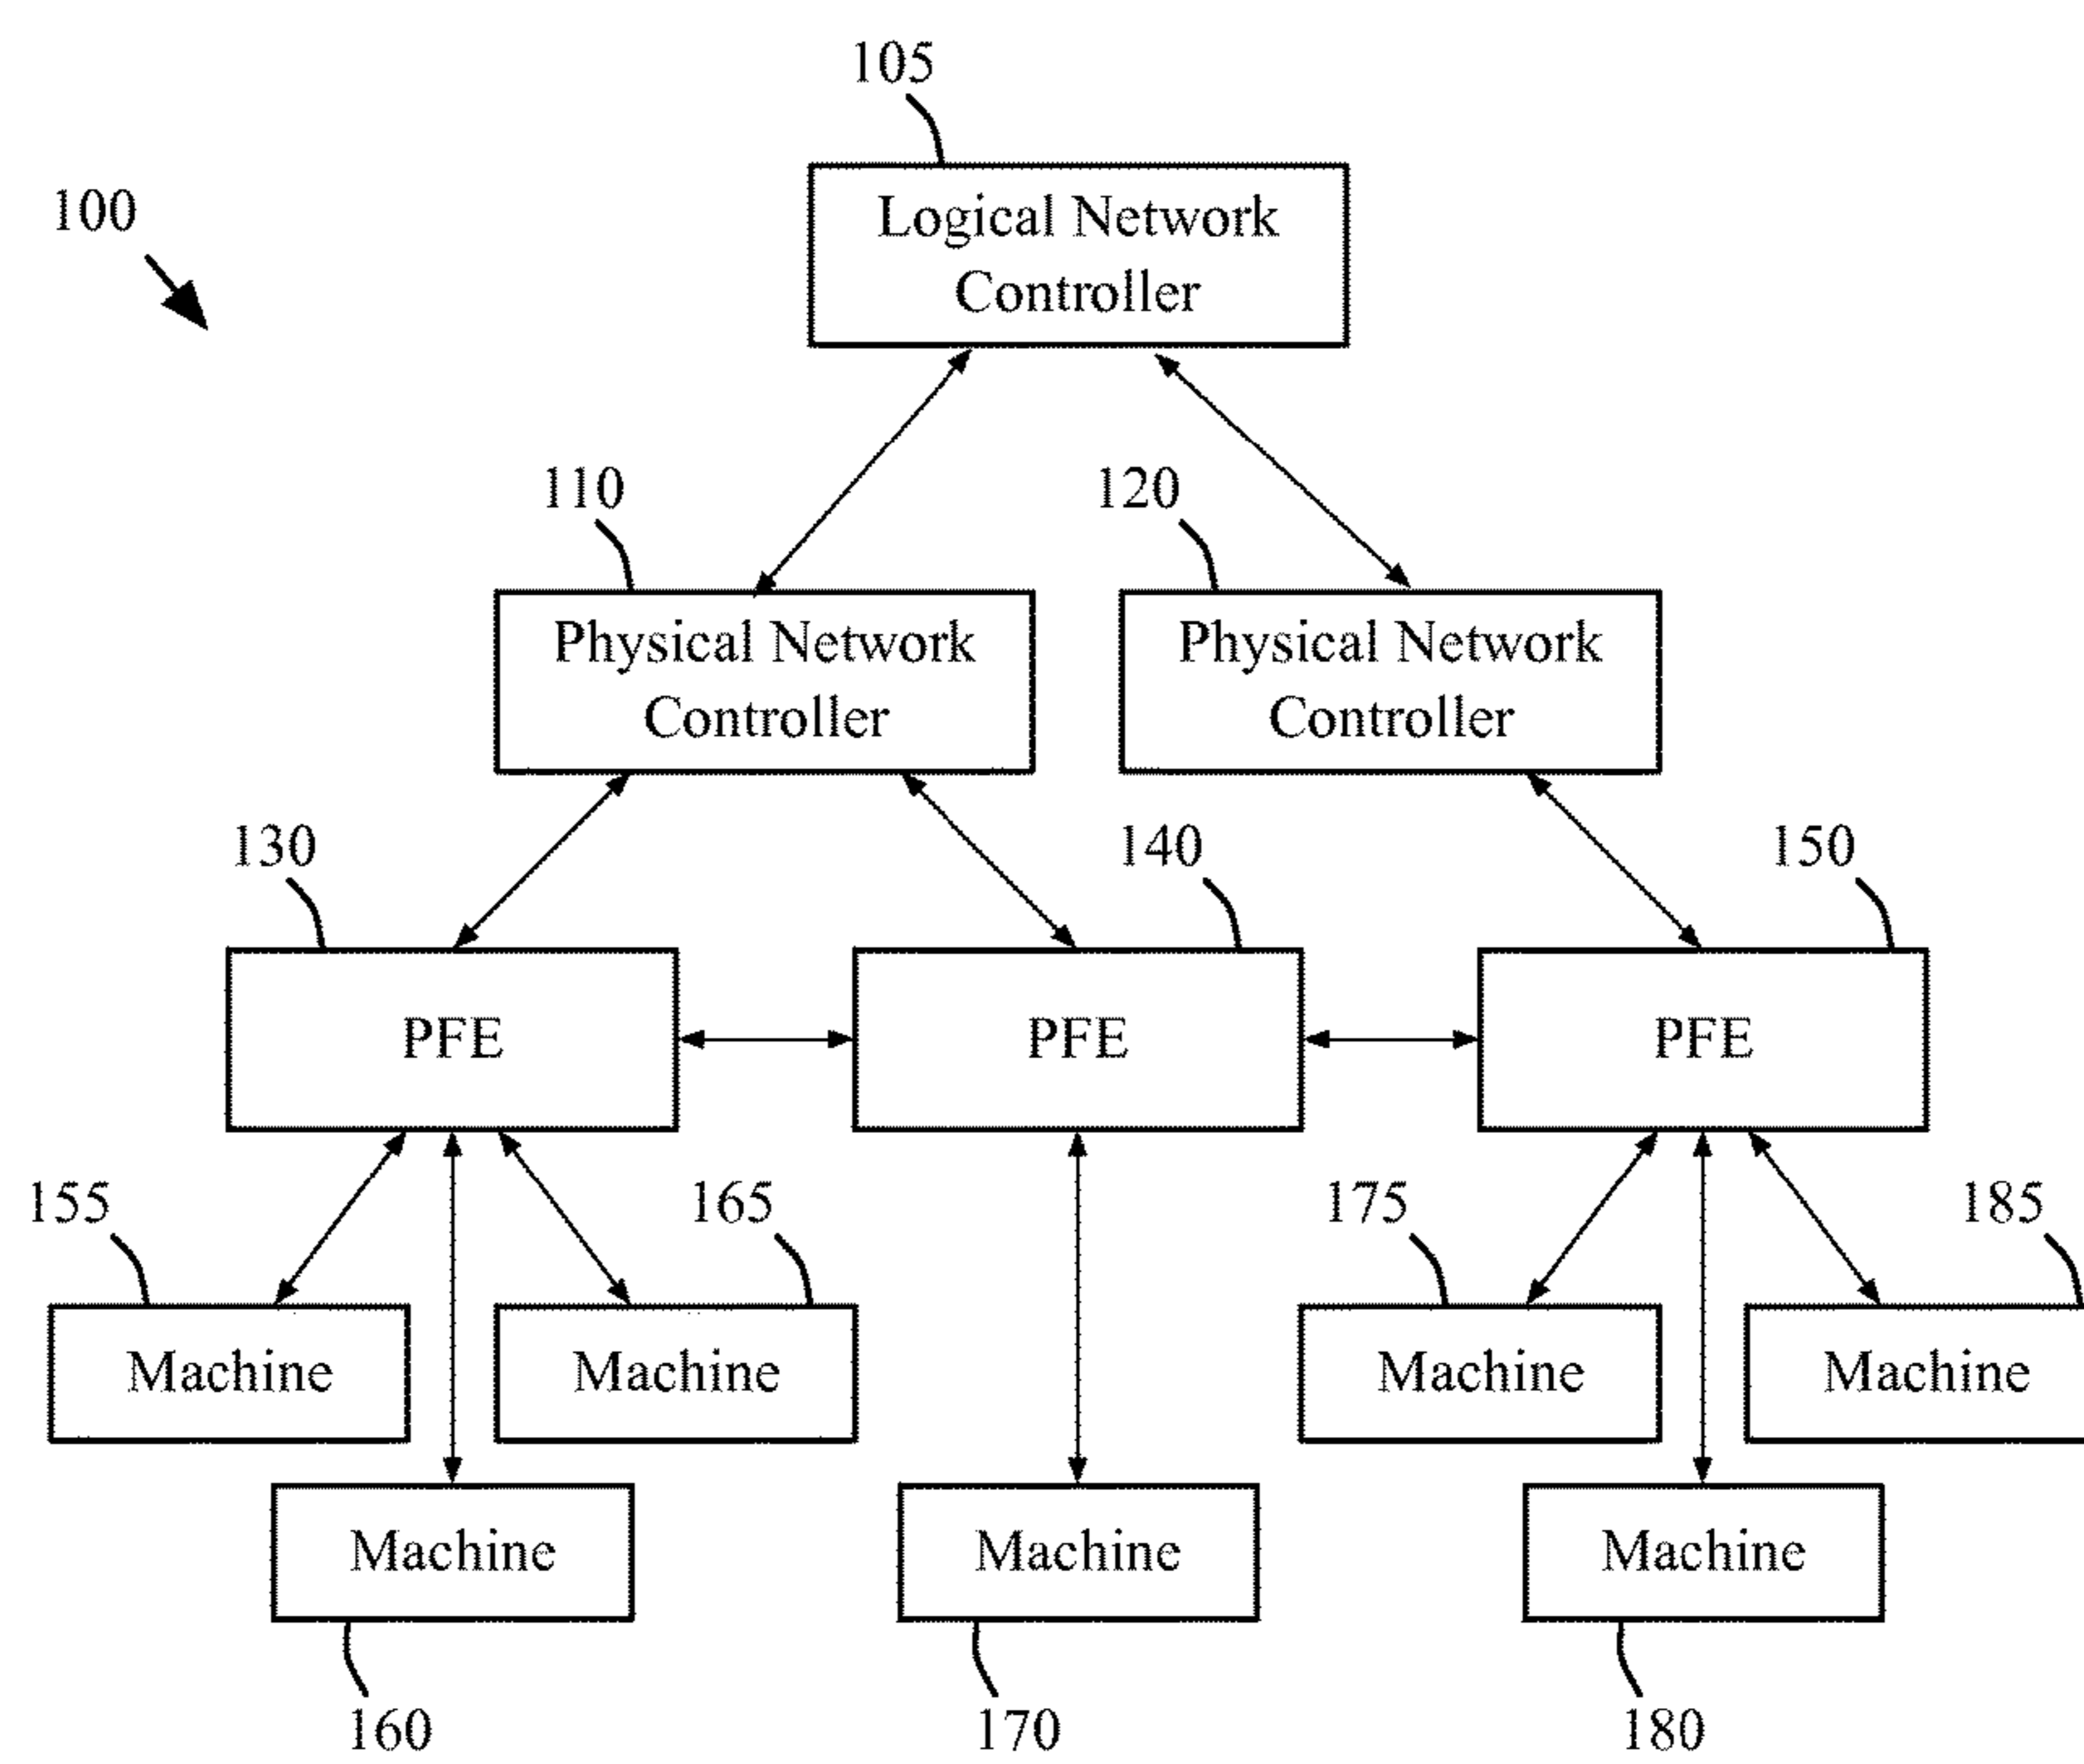 105
100
Logical Network
Controller
110
120
Physical Network
Controller
Physical Network
Controller
130
140
150
PFE
PFE
PFE
155
165
175
185
Machine
Machine
Machine
Machine
Machine
Machine
Machine
160
170
180